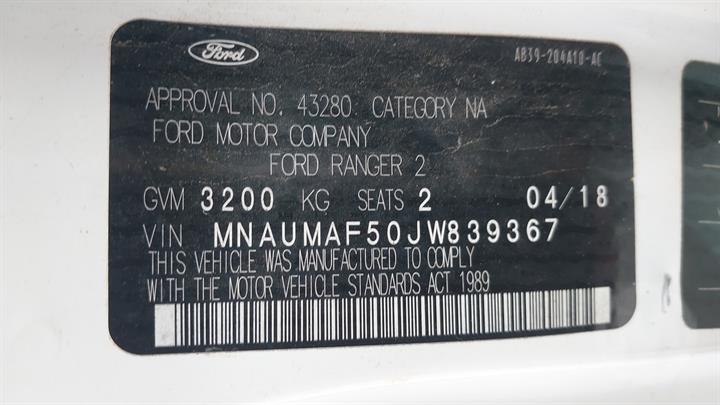 Ford
AB39-204A10-AE
APPROVAL NO. 43280 CATEGORY NA
FORD MOTOR COMPANY
FORD RANGER 2
GVM 3200 KG SEATS 2 04/18
VIN MNAUMAF50JW839367
THIS VEHICLE WAS MANUFACTURED TO COMPLY
WITH THE MOTOR VEHICLE STANDARDS ACT 1989